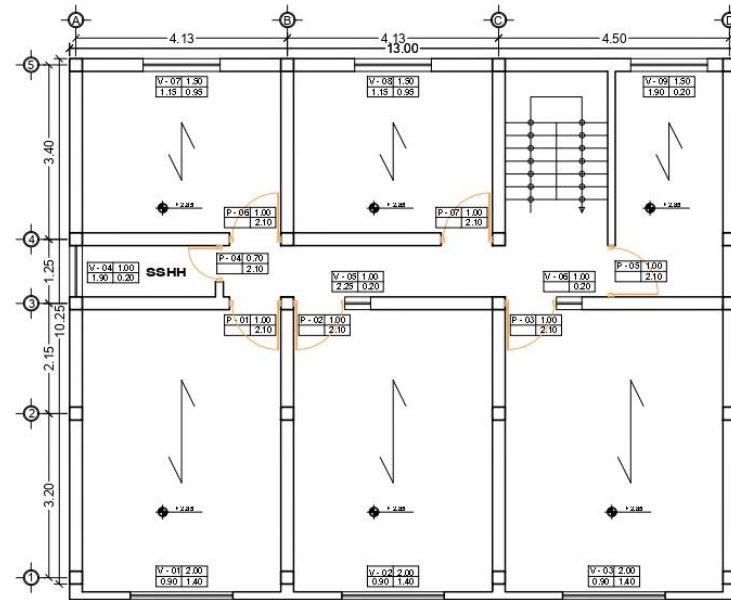 A B C D
4.13 4.13 4.50
13.00
5
V - 07 1.50
1.15 0.95
V - 08 1.50
1.15 0.95
V - 09 1.50
1.90 0.20
3.40
P - 06 1.00
2.10
P - 07 1.00
2.10
4
V - 04 1.00
1.90 0.20
SSHH
P - 04 0.70
2.10
V - 05 1.00
2.25 0.20
V - 06 1.00
0.20
P - 05 1.00
2.10
1.25
3
P - 01 1.00
2.10
P - 02 1.00
2.10
P - 03 1.00
2.10
10.25
2.15
2
3.20
V - 01 2.00
0.90 1.40
V - 02 2.00
0.90 1.40
V - 03 2.00
0.90 1.40
1